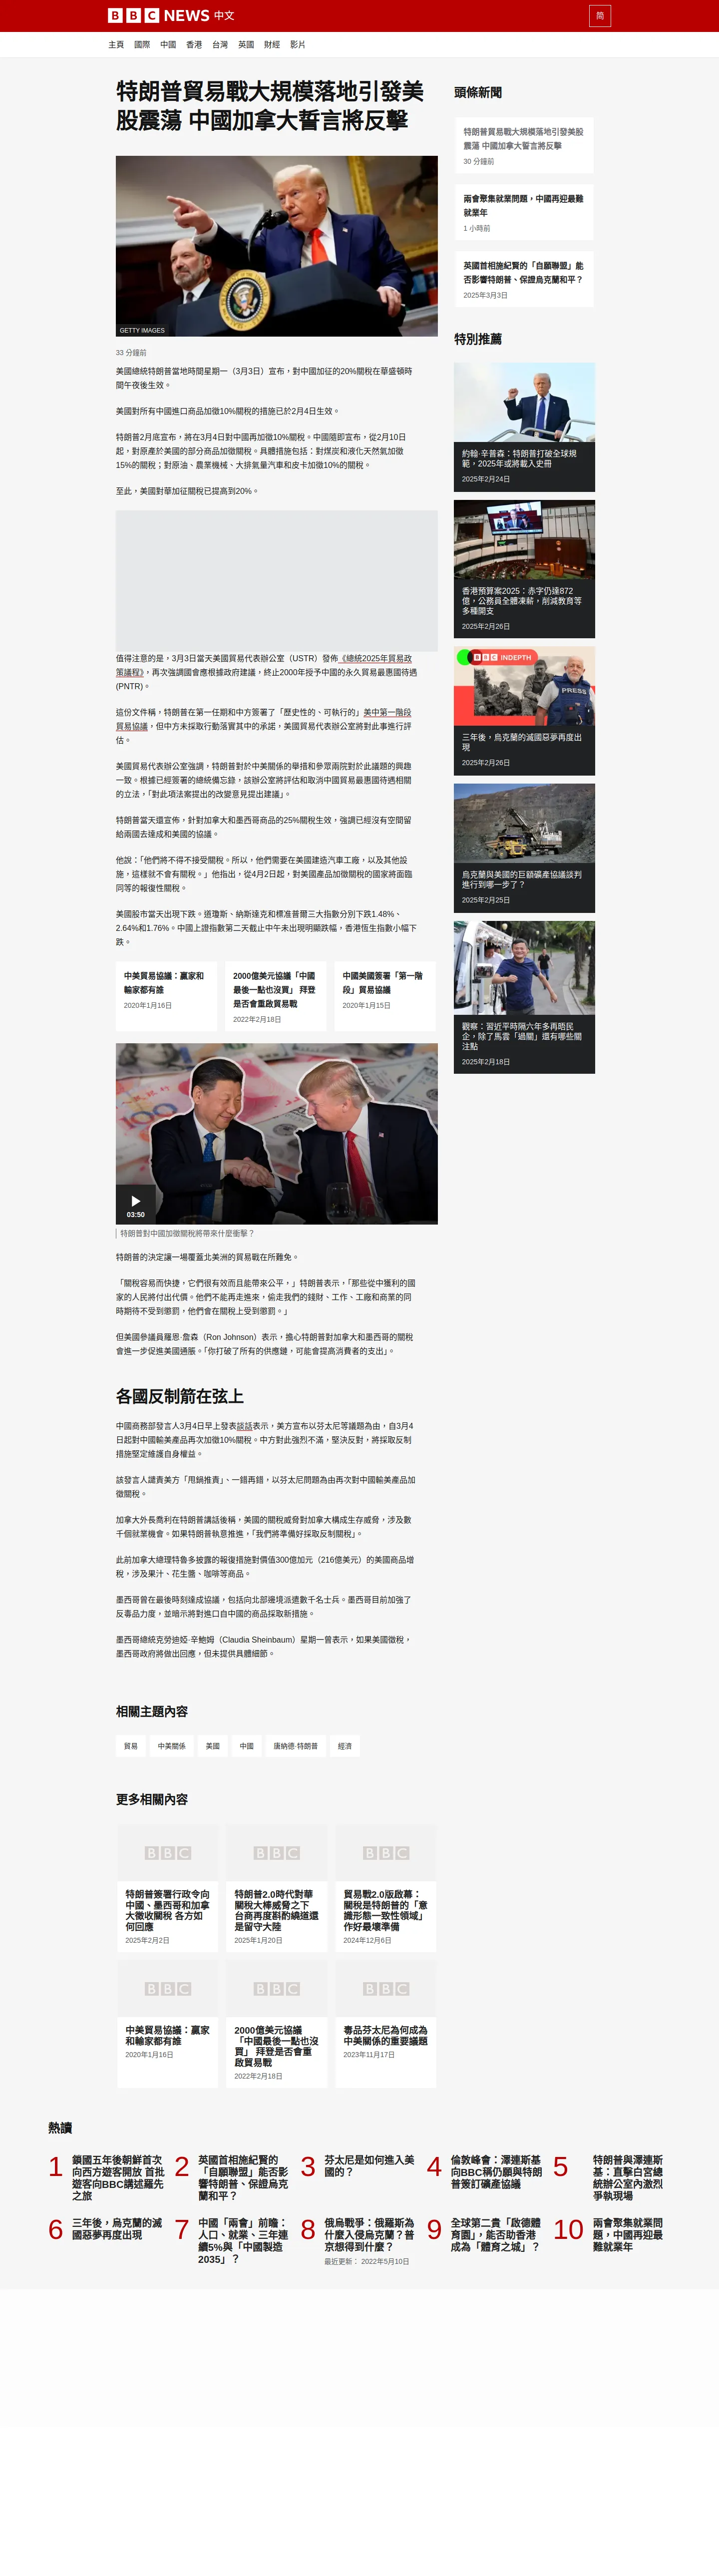 BBC NEWS 中文
简
主頁 國際 中國 香港 台灣 英國 財經 影片
特朗普貿易戰大規模落地引發美
股震蕩 中國加拿大誓言將反擊
GETTY IMAGES
33 分鐘前
美國總統特朗普當地時間星期一（3月3日）宣布，對中國加征的20%關稅在華盛頓時
間午夜後生效。
美國對所有中國進口商品加徵10%關稅的措施已於2月4日生效。
特朗普2月底宣布，將在3月4日對中國再加徵10%關稅。中國隨即宣布，從2月10日
起，對原產於美國的部分商品加徵關稅。具體措施包括：對煤炭和液化天然氣加徵
15%的關稅；對原油、農業機械、大排氣量汽車和皮卡加徵10%的關稅。
至此，美國對華加征關稅已提高到20%。
值得注意的是，3月3日當天美國貿易代表辦公室（USTR）發佈《總統2025年貿易政
策議程》，再次強調國會應根據政府建議，終止2000年授予中國的永久貿易最惠國待遇
(PNTR)。
這份文件稱，特朗普在第一任期和中方簽署了「歷史性的、可執行的」美中第一階段
貿易協議，但中方未採取行動落實其中的承諾，美國貿易代表辦公室將對此事進行評
估。
美國貿易代表辦公室強調，特朗普對於中美關係的舉措和參眾兩院對於此議題的興趣
一致。根據已經簽署的總統備忘錄，該辦公室將評估和取消中國貿易最惠國待遇相關
的立法，「對此項法案提出的改變意見提出建議」。
特朗普當天還宣佈，針對加拿大和墨西哥商品的25%關稅生效，強調已經沒有空間留
給兩國去達成和美國的協議。
他說：「他們將不得不接受關稅。所以，他們需要在美國建造汽車工廠，以及其他設
施，這樣就不會有關稅。」他指出，從4月2日起，對美國產品加徵關稅的國家將面臨
同等的報復性關稅。
美國股市當天出現下跌。道瓊斯、納斯達克和標准普爾三大指數分別下跌1.48%、
2.64%和1.76%。中國上證指數第二天截止中午未出現明顯跌幅，香港恆生指數小幅下
跌。
中美貿易協議：贏家和
輸家都有誰
2020年1月16日
2000億美元協議「中國
最後一點也沒買」 拜登
是否會重啟貿易戰
2022年2月18日
中國美國簽署「第一階
段」貿易協議
2020年1月15日
03:50
特朗普對中國加徵關稅將帶來什麼衝擊？
特朗普的決定讓一場覆蓋北美洲的貿易戰在所難免。
「關稅容易而快捷，它們很有效而且能帶來公平，」特朗普表示，「那些從中獲利的國
家的人民將付出代價。他們不能再走進來，偷走我們的錢財、工作、工廠和商業的同
時期待不受到懲罰，他們會在關稅上受到懲罰。」
但美國參議員羅恩·詹森（Ron Johnson）表示，擔心特朗普對加拿大和墨西哥的關稅
會進一步促進美國通脹。「你打破了所有的供應鏈，可能會提高消費者的支出」。
各國反制箭在弦上
中國商務部發言人3月4日早上發表談話表示，美方宣布以芬太尼等議題為由，自3月4
日起對中國輸美產品再次加徵10%關稅。中方對此強烈不滿，堅決反對，將採取反制
措施堅定維護自身權益。
該發言人譴責美方「甩鍋推責」、一錯再錯，以芬太尼問題為由再次對中國輸美產品加
徵關稅。
加拿大外長喬利在特朗普講話後稱，美國的關稅威脅對加拿大構成生存威脅，涉及數
千個就業機會。如果特朗普執意推進，「我們將準備好採取反制關稅」。
此前加拿大總理特魯多披露的報復措施對價值300億加元（216億美元）的美國商品增
稅，涉及果汁、花生醬、咖啡等商品。
墨西哥曾在最後時刻達成協議，包括向北部邊境派遣數千名士兵。墨西哥目前加強了
反毒品力度，並暗示將對進口自中國的商品採取新措施。
墨西哥總統克勞迪婭·辛鮑姆（Claudia Sheinbaum）星期一曾表示，如果美國徵稅，
墨西哥政府將做出回應，但未提供具體細節。
相關主題內容
貿易 中美關係 美國 中國 唐納德·特朗普 經濟
更多相關內容
BBC BBC BBC
特朗普簽署行政令向
中國、墨西哥和加拿
大徵收關稅 各方如
何回應
2025年2月2日
特朗普2.0時代對華
關稅大棒威脅之下
台商再度斟酌繞道還
是留守大陸
2025年1月20日
貿易戰2.0版啟幕：
關稅是特朗普的「意
識形態一致性領域」
作好最壞準備
2024年12月6日
BBC BBC BBC
中美貿易協議：贏家
和輸家都有誰
2020年1月16日
2000億美元協議
「中國最後一點也沒
買」 拜登是否會重
啟貿易戰
2022年2月18日
毒品芬太尼為何成為
中美關係的重要議題
2023年11月17日
頭條新聞
特朗普貿易戰大規模落地引發美股
震蕩 中國加拿大誓言將反擊
30 分鐘前
兩會聚集就業問題，中國再迎最難
就業年
1 小時前
英國首相施紀賢的「自願聯盟」能
否影響特朗普、保證烏克蘭和平？
2025年3月3日
特別推薦
約翰·辛普森：特朗普打破全球規
範，2025年或將載入史冊
2025年2月24日
香港預算案2025：赤字仍達872
億，公務員全體凍薪，削減教育等
多種開支
2025年2月26日
BBC INDEPTH
PRESS
三年後，烏克蘭的滅國惡夢再度出
現
2025年2月26日
烏克蘭與美國的巨額礦產協議談判
進行到哪一步了？
2025年2月25日
觀察：習近平時隔六年多再晤民
企，除了馬雲「過關」還有哪些關
注點
2025年2月18日
熱讀
1
鎖國五年後朝鮮首次
向西方遊客開放 首批
遊客向BBC講述羅先
之旅
2
英國首相施紀賢的
「自願聯盟」能否影
響特朗普、保證烏克
蘭和平？
3
芬太尼是如何進入美
國的？
4
倫敦峰會：澤連斯基
向BBC稱仍願與特朗
普簽訂礦產協議
5
特朗普與澤連斯
基：直擊白宮總
統辦公室內激烈
爭執現場
6
三年後，烏克蘭的滅
國惡夢再度出現
7
中國「兩會」前瞻：
人口、就業、三年連
續5%與「中國製造
2035」？
8
俄烏戰爭：俄羅斯為
什麼入侵烏克蘭？普
京想得到什麼？
最近更新： 2022年5月10日
9
全球第二貴「啟德體
育園」，能否助香港
成為「體育之城」？
10
兩會聚集就業問
題，中國再迎最
難就業年